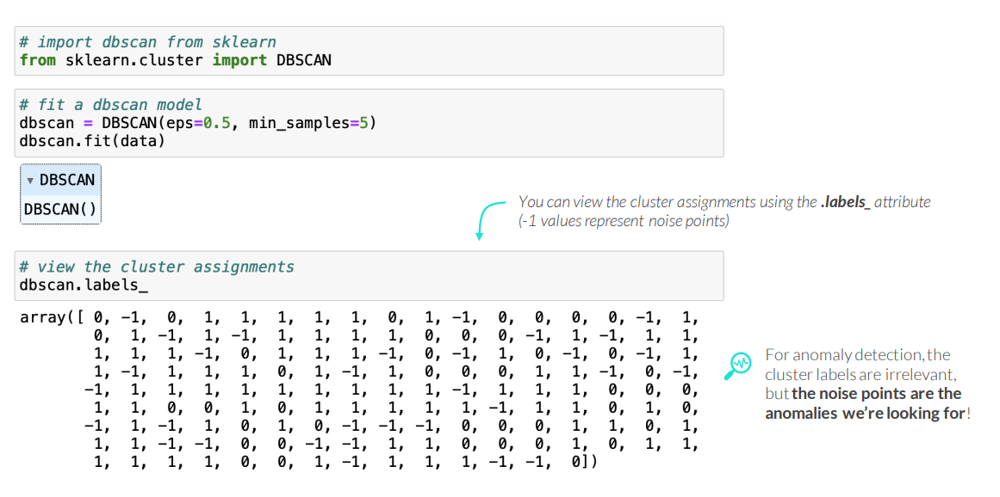 # import dbscan from sklearn
from sklearn.cluster import DBSCAN
# fit a dbscan model
dbscan = DBSCAN(eps=0.5, min_samples=5)
dbscan.fit(data)
▾ DBSCAN
DBSCAN()
You can view the cluster assignments using the .labels_ attribute
(-1 values represent noise points)
# view the cluster assignments
dbscan.labels_
array([ 0, -1, 0, 1, 1, 1, 1, 1, 0, 1, -1, 0, 0, 0, 0, -1, 1,
0, 1, -1, 1, -1, 1, 1, 1, 1, 0, 0, 0, -1, 1, -1, 1, 1,
1, 1, 1, -1, 0, 1, 1, 1, -1, 0, -1, 1, 0, -1, 0, -1, 1,
1, -1, 1, 1, 1, 0, 1, -1, 1, 0, 0, 0, 1, 1, -1, 0, -1,
-1, 1, 1, 1, 1, 1, 1, 1, 1, 1, -1, 1, 1, 1, 0, 0, 0,
1, 1, 0, 0, 1, 0, 1, 1, 1, 1, 1, -1, 1, 1, 0, 1, 0,
-1, 1, -1, 1, 0, 1, 0, -1, -1, -1, 0, 0, 0, 1, 1, 0, 1,
1, 1, -1, -1, 0, 0, -1, -1, 1, 1, 0, 0, 0, 1, 0, 1, 1,
1, 1, 1, 1, 0, 0, 1, -1, 1, 1, 1, -1, -1, 0])
For anomaly detection, the
cluster labels are irrelevant,
but the noise points are the
anomalies we're looking for!